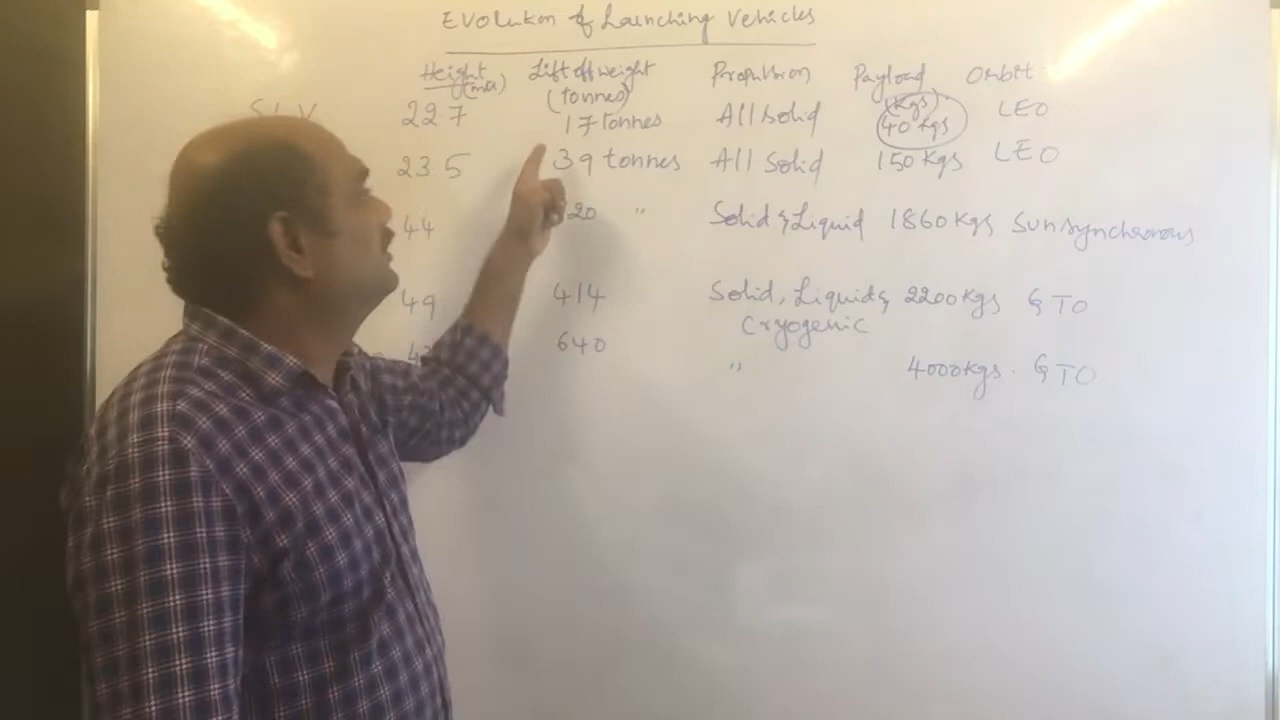 Evolution of Launching Vehicles
Height (mts) Lift off weight (tonnes) Propulsion Payload (Kgs) Orbit
SLV 22.7 17 tonnes All Solid 40 Kgs LEO
23.5 39 tonnes All Solid 150 Kgs LEO
44 20 " Solid & Liquid 1860 Kgs Sunsynchronous
49 414 Solid, Liquid & 2200 Kgs GTO
Cryogenic
640 " 4000 Kgs. GTO